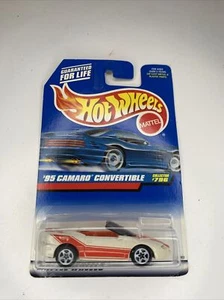 GUARANTEED
FOR LIFE
Hot Wheels
MATTEL
'95 CAMARO CONVERTIBLE
COLLECTOR
#796